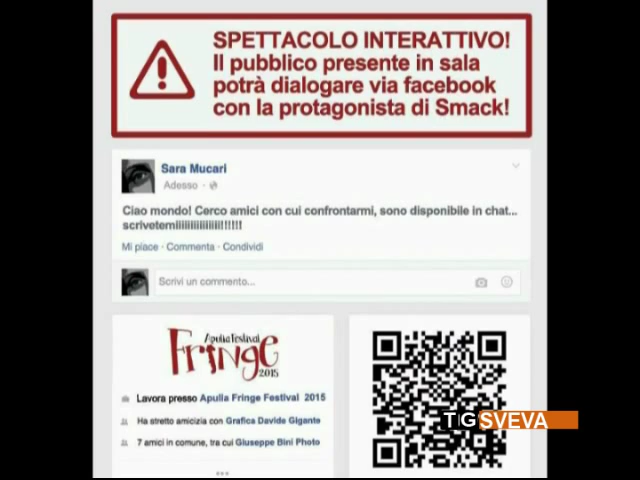 SPETTACOLO INTERATTIVO!
Il pubblico presente in sala
potrà dialogare via facebook
con la protagonista di Smack!
Sara Mucari
Adesso ·
Ciao mondo! Cerco amici con cui confrontarmi, sono disponibile in chat...
scrivetemiiiiiiiiiiiiiii!!!!!!
Mi piace · Commenta · Condividi
Scrivi un commento...
Apulia Festival
Fringe
2015
Lavora presso Apulia Fringe Festival 2015
Ha stretto amicizia con Grafica Davide Gigante
7 amici in comune, tra cui Giuseppe Bini Photo
...
TGSVEVA